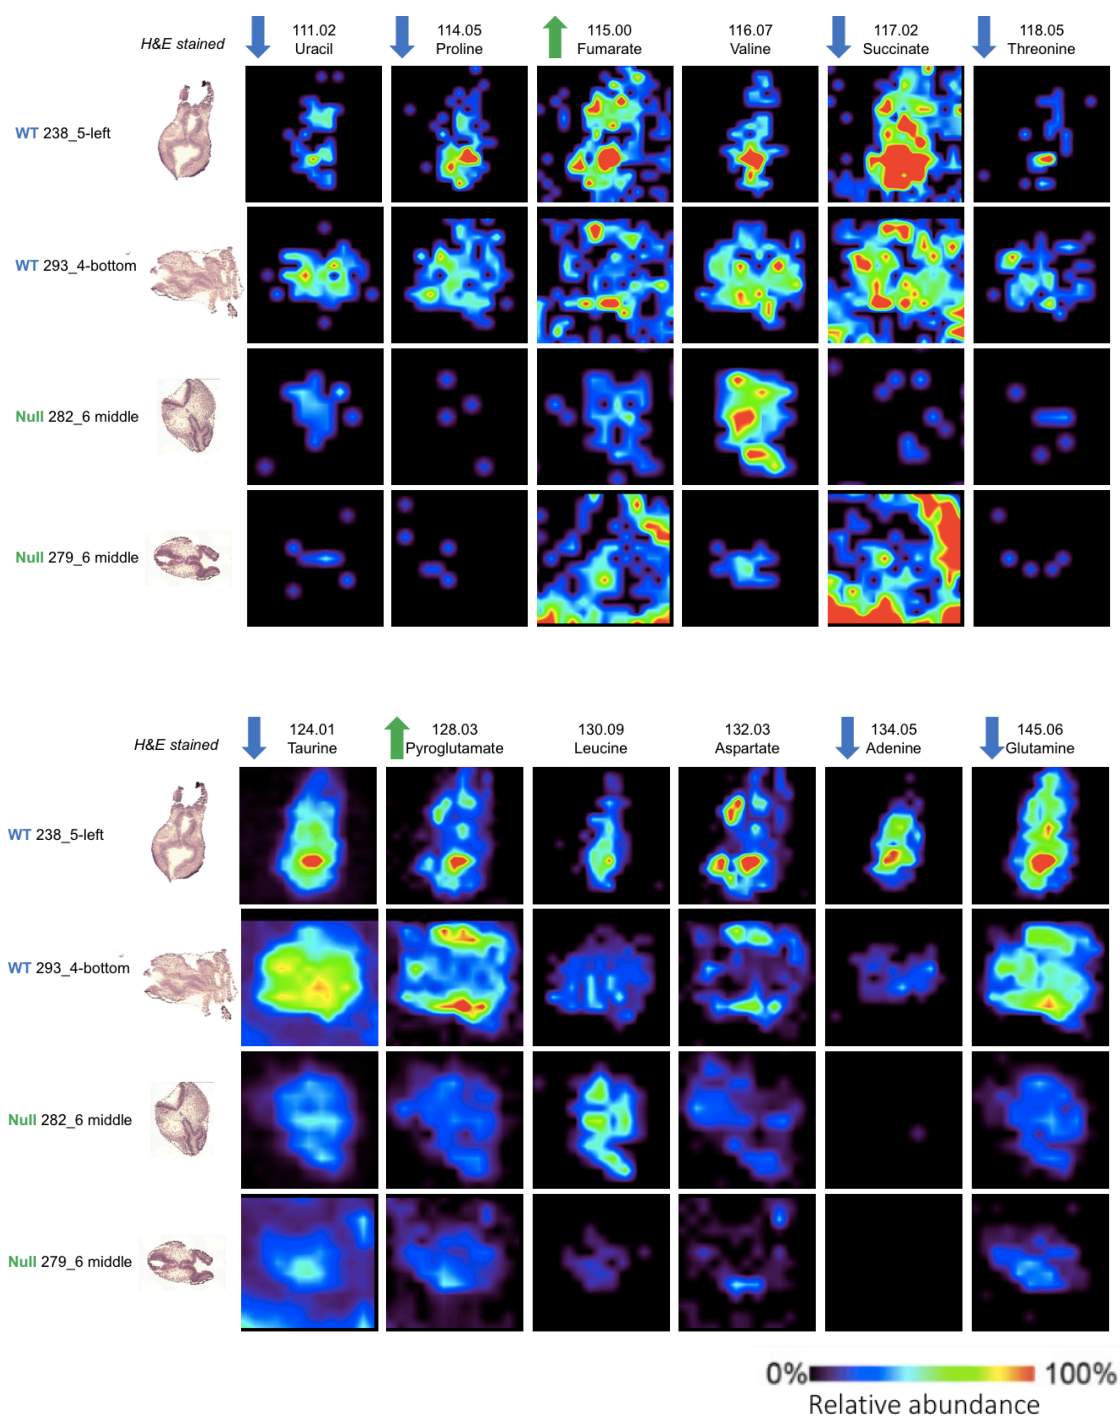 H&E stained
111.02
Uracil
114.05
Proline
115.00
Fumarate
116.07
Valine
117.02
Succinate
118.05
Threonine
WT 238_5-left
WT 293_4-bottom
Null 282_6 middle
Null 279_6 middle
H&E stained
124.01
Taurine
128.03
Pyroglutamate
130.09
Leucine
132.03
Aspartate
134.05
Adenine
145.06
Glutamine
WT 238_5-left
WT 293_4-bottom
Null 282_6 middle
Null 279_6 middle
0% 100%
Relative abundance